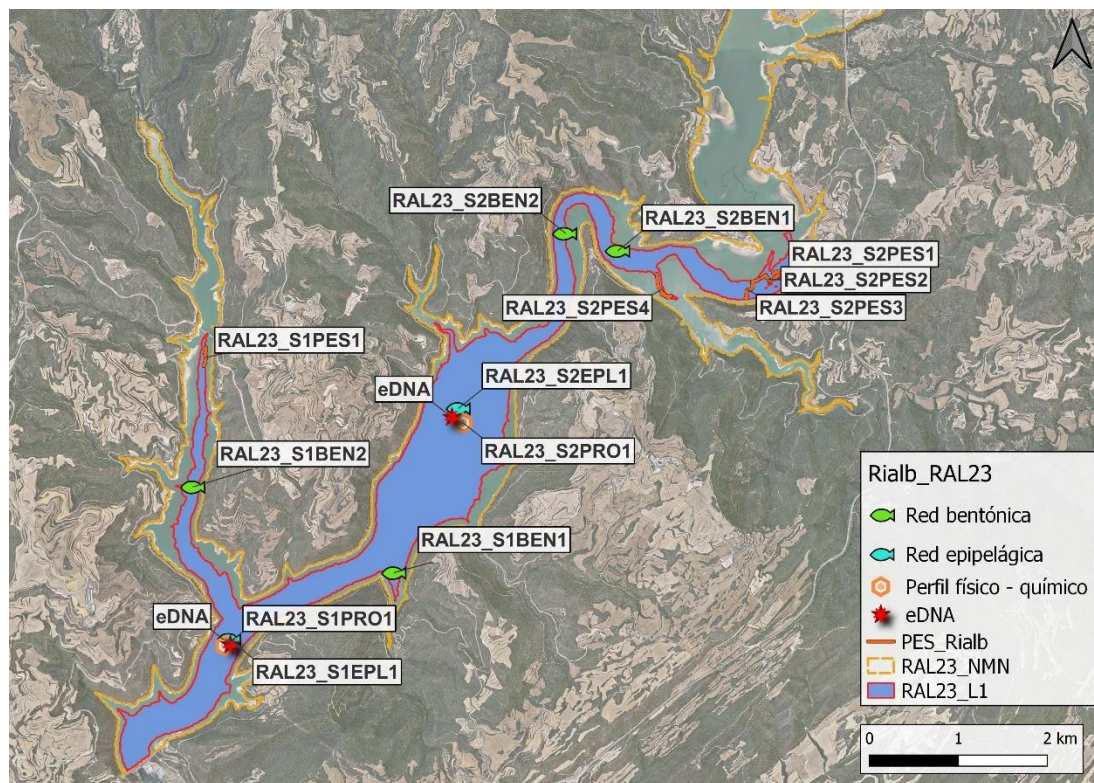 RAL23_S2BEN2
RAL23_S2BEN1
RAL23_S2PES1
RAL23_S2PES2
RAL23_S2PES3
RAL23_S2PES4
RAL23_S1PES1
eDNA
RAL23_S2EPL1
RAL23_S2PRO1
RAL23_S1BEN2
RAL23_S1BEN1
eDNA
RAL23_S1PRO1
RAL23_S1EPL1
Rialb_RAL23
Red bentónica
Red epipelágica
Perfil físico - químico
eDNA
PES_Rialb
RAL23_NMN
RAL23_L1
0 1 2 km